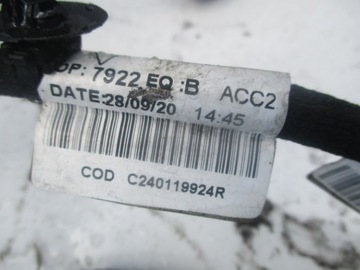 OP: 7922 EQ :B ACC2
DATE:28/09/20 14:45
COD C240119924R